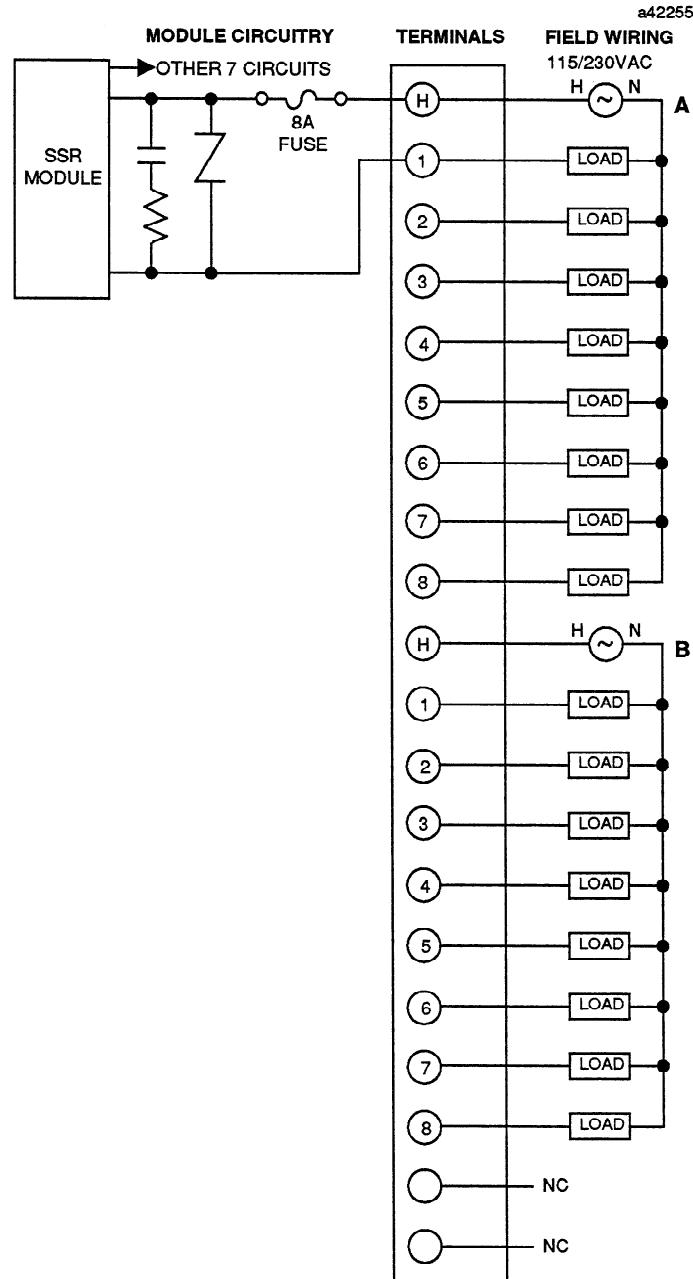 a42255
MODULE CIRCUITRY TERMINALS FIELD WIRING
115/230VAC
OTHER 7 CIRCUITS
H N
H A
8A
FUSE
SSR
MODULE
1 LOAD
2 LOAD
3 LOAD
4 LOAD
5 LOAD
6 LOAD
7 LOAD
8 LOAD
H N
H B
1 LOAD
2 LOAD
3 LOAD
4 LOAD
5 LOAD
6 LOAD
7 LOAD
8 LOAD
NC
NC